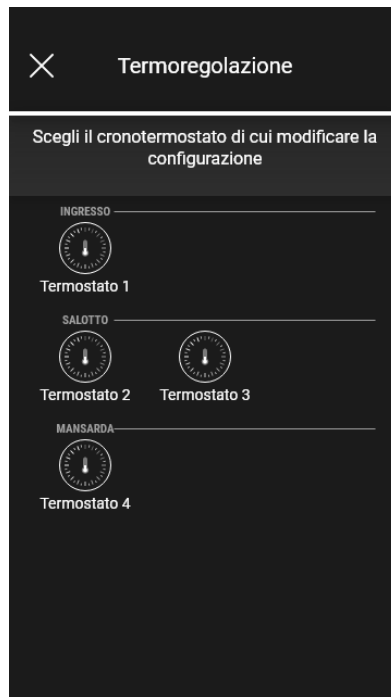 Termoregolazione
Scegli il cronotermostato di cui modificare la
configurazione
INGRESSO
Termostato 1
SALOTTO
Termostato 2 Termostato 3
MANSARDA
Termostato 4